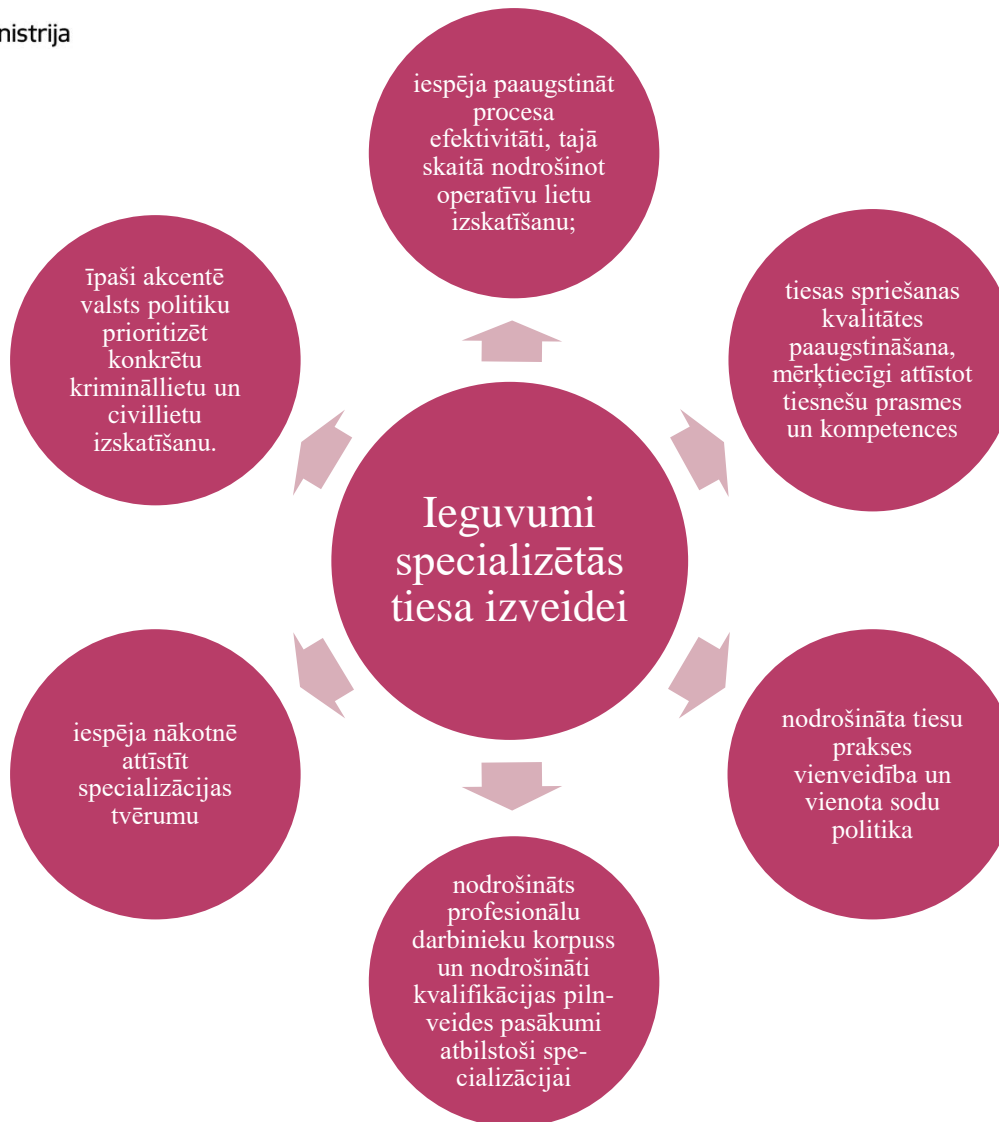 nistrija
iespēja paaugstināt
procesa
efektivitāti, tajā
skaitā nodrošinot
operatīvu lietu
izskatīšanu;
tiesas spriešanas
kvalitātes
paaugstināšana,
mērķtiecīgi attīstot
tiesnešu prasmes
un kompetences
nodrošināta tiesu
prakses
vienveidība un
vienota sodu
politika
nodrošināts
profesionālu
darbinieku korpuss
un nodrošināti
kvalifikācijas piln-
veides pasākumi
atbilstoši spe-
cializācijai
iespēja nākotnē
attīstīt
specializācijas
tvērumu
īpaši akcentē
valsts politiku
prioritizēt
konkrētu
krimināllietu un
civillietu
izskatīšanu.
Ieguvumi
specializētās
tiesa izveidei